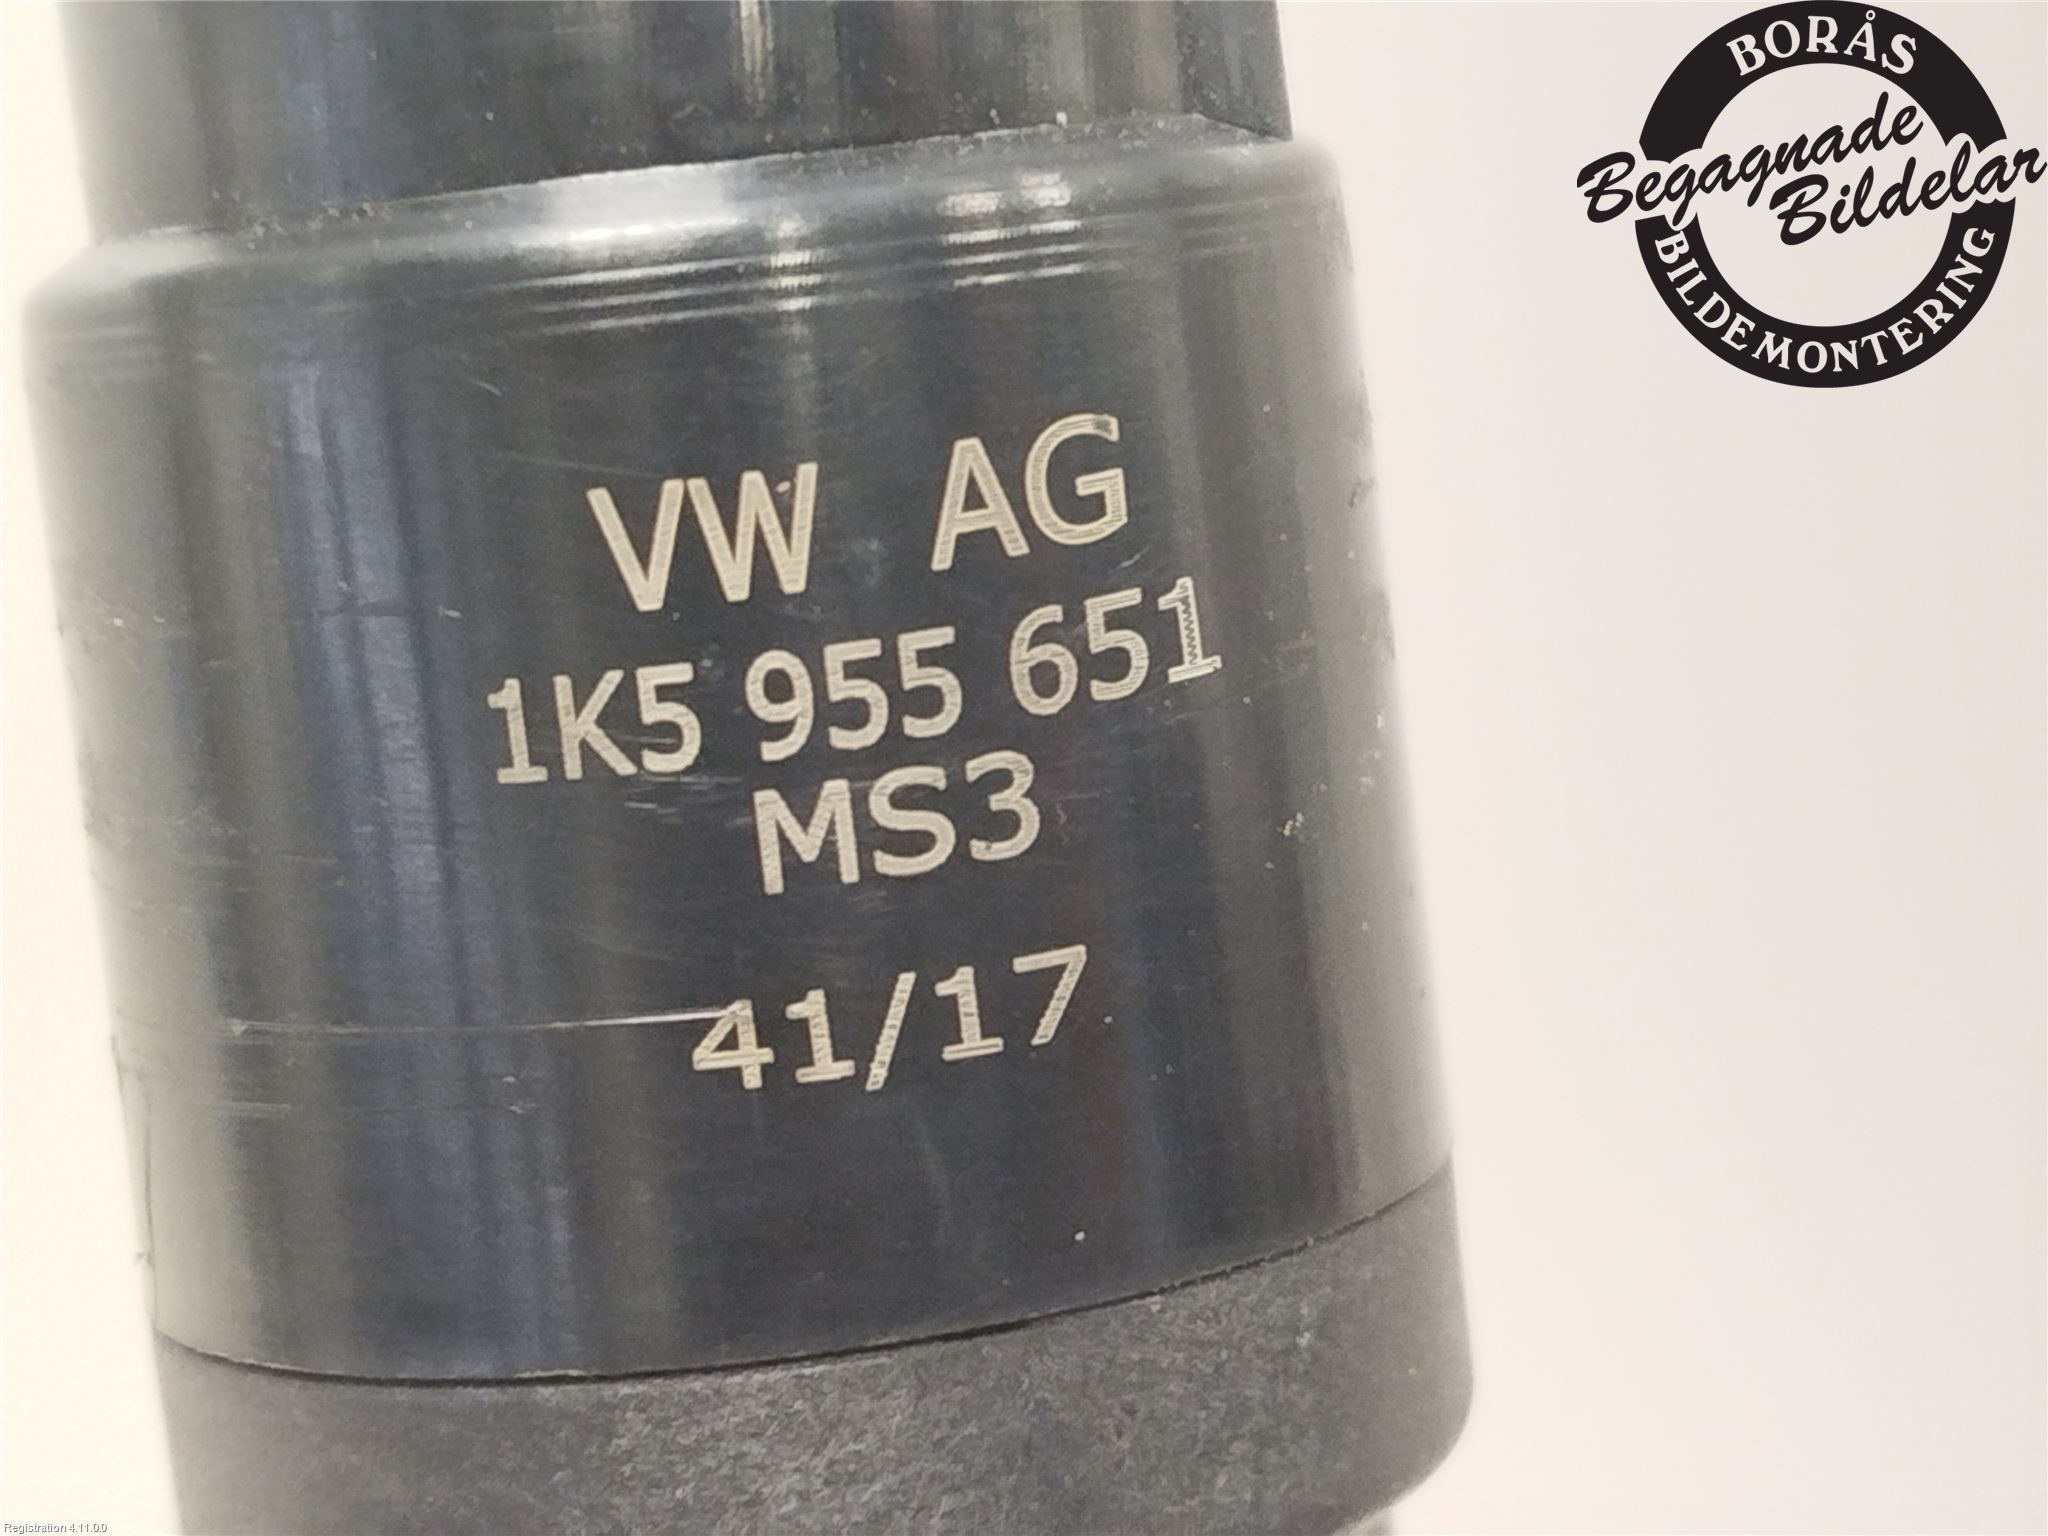 BORÅS
Begagnade
Bildelar
BILDEMONTERING
VW AG
1K5 955 651
MS3
41/17
Registration 4.11.0.0